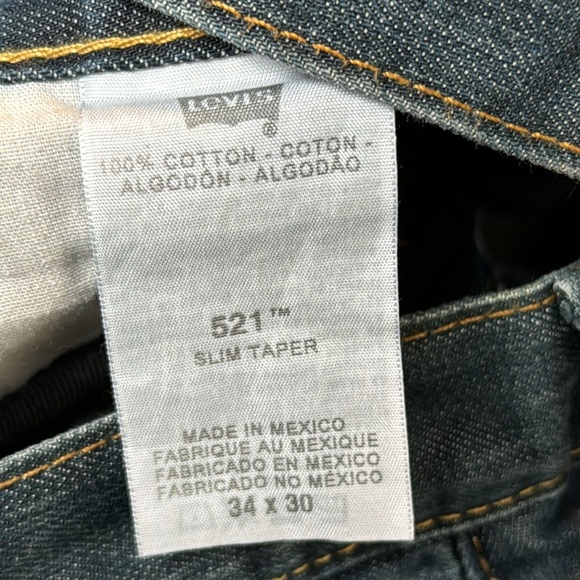 LEVI'S
®
100% COTTON - COTON -
ALGODÓN - ALGODÃO
521™
SLIM TAPER
MADE IN MEXICO
FABRIQUE AU MEXIQUE
FABRICADO EN MEXICO
FABRICADO NO MÉXICO
34 x 30